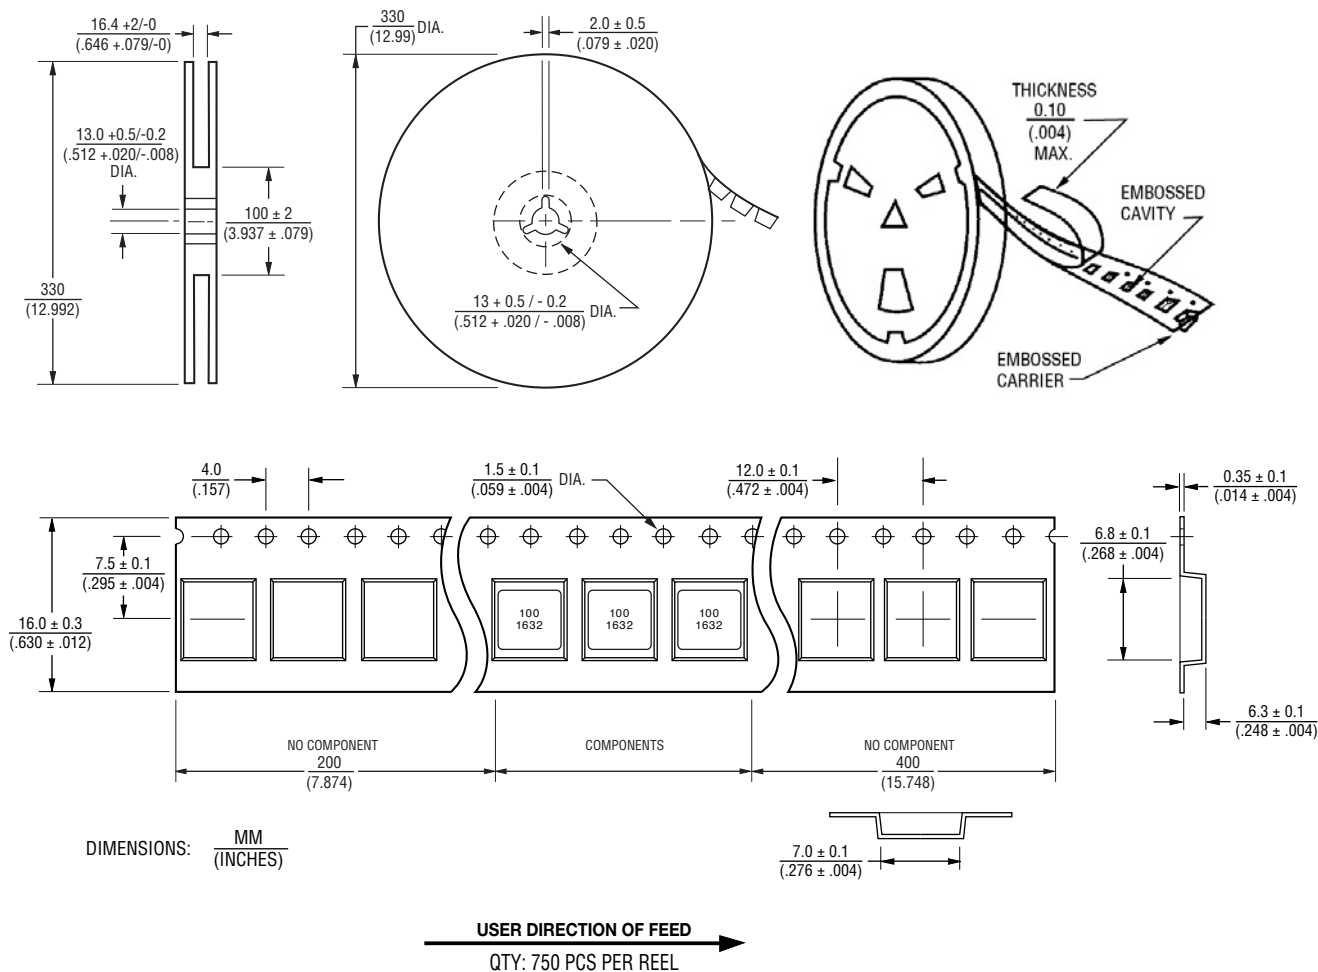 16.4 +2/-0
(.646 +.079/-0)
330
(12.99)
DIA.
2.0 ± 0.5
(.079 ± .020)
13.0 +0.5/-0.2
(.512 +.020/-.008)
DIA.
100 ± 2
(3.937 ± .079)
330
(12.992)
13 + 0.5 / - 0.2
(.512 + .020 / - .008)
DIA.
THICKNESS
0.10
(.004)
MAX.
EMBOSSED
CAVITY
EMBOSSED
CARRIER
4.0
(.157)
1.5 ± 0.1
(.059 ± .004)
DIA.
12.0 ± 0.1
(.472 ± .004)
0.35 ± 0.1
(.014 ± .004)
7.5 ± 0.1
(.295 ± .004)
6.8 ± 0.1
(.268 ± .004)
16.0 ± 0.3
(.630 ± .012)
100
1632
100
1632
100
1632
6.3 ± 0.1
(.248 ± .004)
NO COMPONENT
200
(7.874)
COMPONENTS
NO COMPONENT
400
(15.748)
DIMENSIONS:
MM
(INCHES)
7.0 ± 0.1
(.276 ± .004)
USER DIRECTION OF FEED
QTY: 750 PCS PER REEL